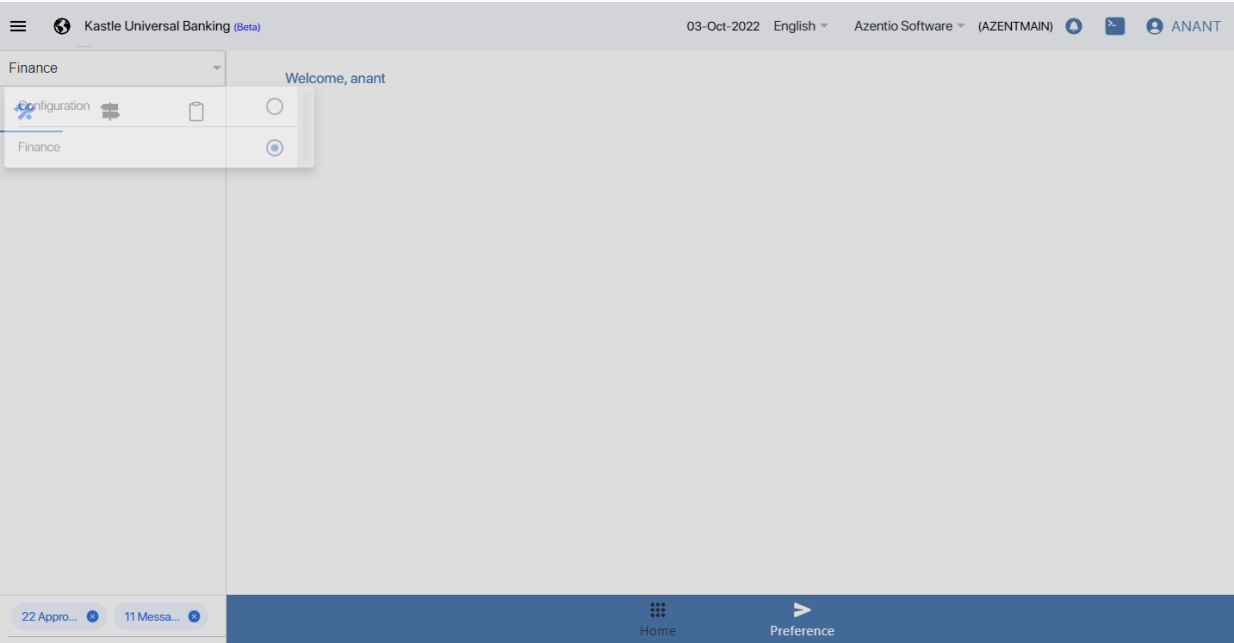 Kastle Universal Banking (Beta) 03-Oct-2022 English Azentio Software (AZENTMAIN) ANANT
Finance
Welcome, anant
Configuration
Finance
22 Appro... 11 Messa...
Home Preference